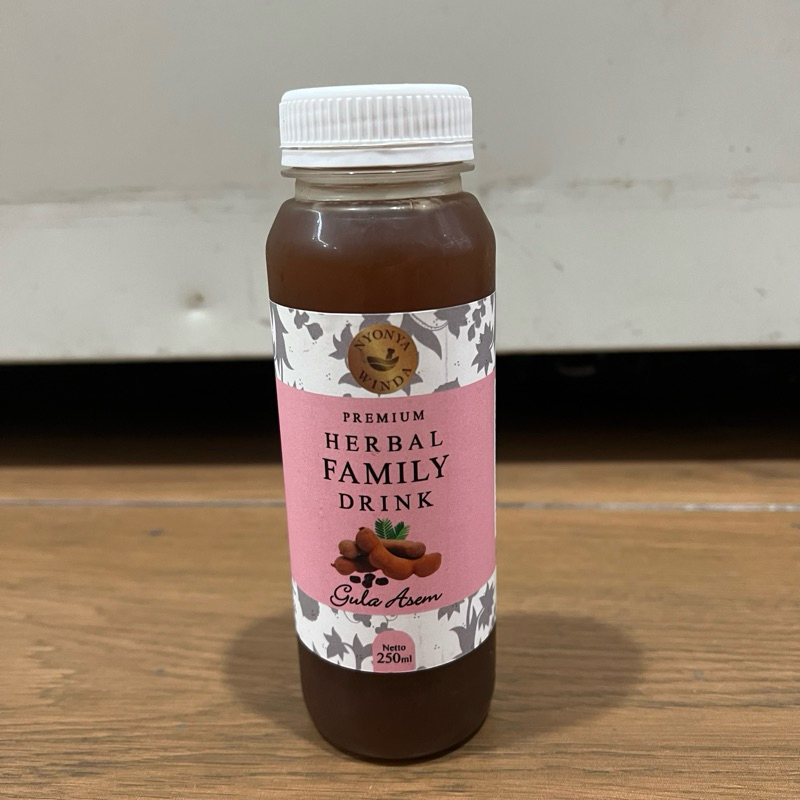 NYONYA
WINDA
PREMIUM
HERBAL
FAMILY
DRINK
Gula Asem
Netto
250ml